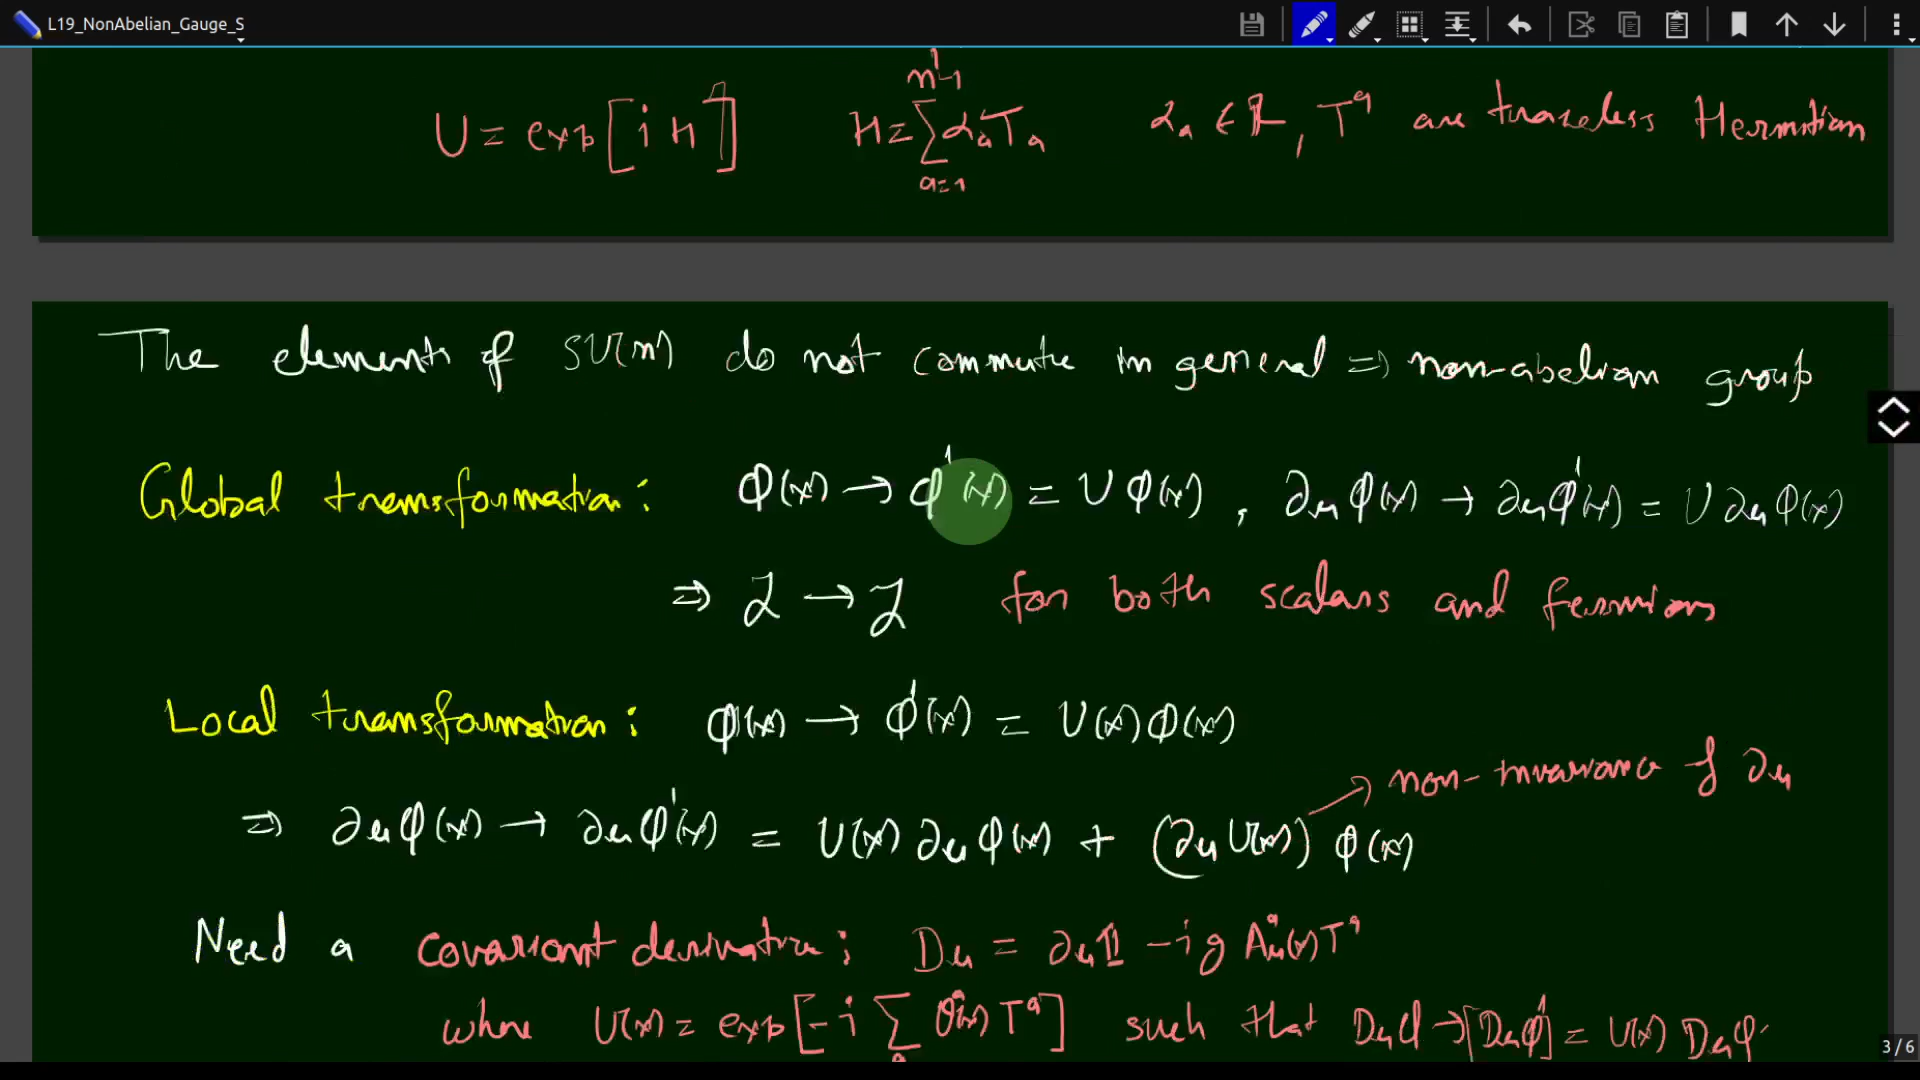 L19_NonAbelian_Gauge_S
U = exp[i H] H = ∑_{a=1}^{n²-1} α_a T_a α_a ∈ ℝ, T^a are traceless Hermitian
The elements of SU(n) do not commute in general ⇒ non-abelian group
Global transformation: Φ(x) → Φ'(x) = U Φ(x), ∂_μ Φ(x) → ∂_μ Φ'(x) = U ∂_μ Φ(x)
⇒ ℒ → ℒ for both scalars and fermions
Local transformation: Φ(x) → Φ'(x) = U(x) Φ(x)
→ non-invariance of ∂_μ
⇒ ∂_μ Φ(x) → ∂_μ Φ'(x) = U(x) ∂_μ Φ(x) + (∂_μ U(x)) Φ(x)
Need a covariant derivative: D_μ = ∂_μ 𝟙 - i g A_μ^a(x) T^a
where U(x) = exp[-i ∑_a θ^a(x) T^a] such that D_μ Φ → [D_μ Φ]' = U(x) D_μ Φ
3/6